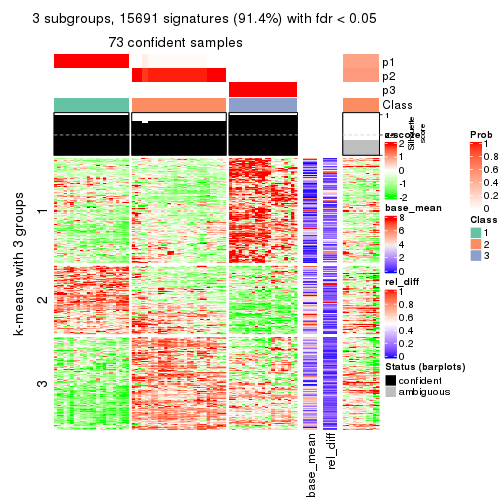 3 subgroups, 15691 signatures (91.4%) with fdr < 0.05
73 confident samples
p1
p2
p3
Class
1
Silhouette
score
z-score
2
1
0
-1
-2
Prob
1
0.8
0.6
0.4
0.2
0
base_mean
8
6
4
2
0
Class
1
2
3
rel_diff
1
0.8
0.6
0.4
0.2
0
Status (barplots)
confident
ambiguous
k-means with 3 groups
1
2
3
base_mean
rel_diff